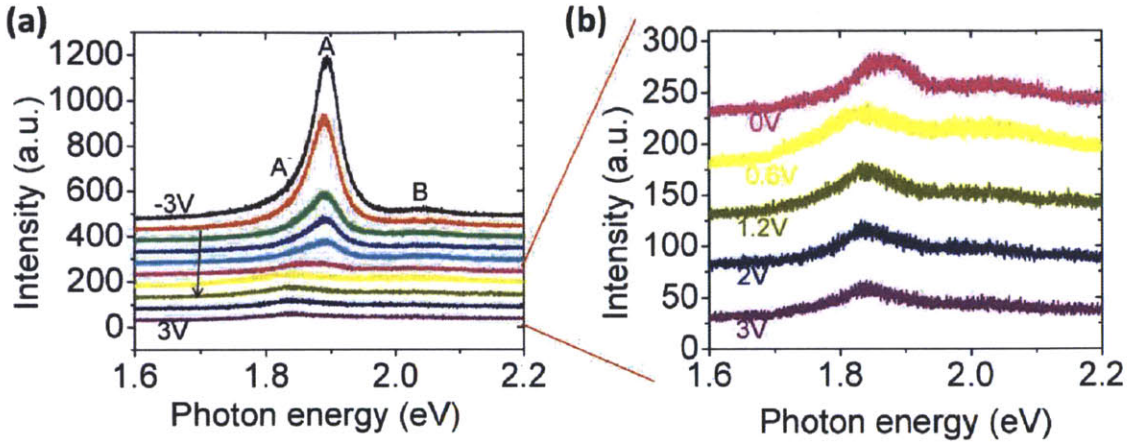 (a)
1200
1000
800
600
400
200
0
Intensity (a.u.)
A
A⁻
B
-3V
3V
1.6 1.8 2.0 2.2
Photon energy (eV)
(b)
300
250
200
150
100
50
0
Intensity (a.u.)
0V
0.6V
1.2V
2V
3V
1.6 1.8 2.0 2.2
Photon energy (eV)